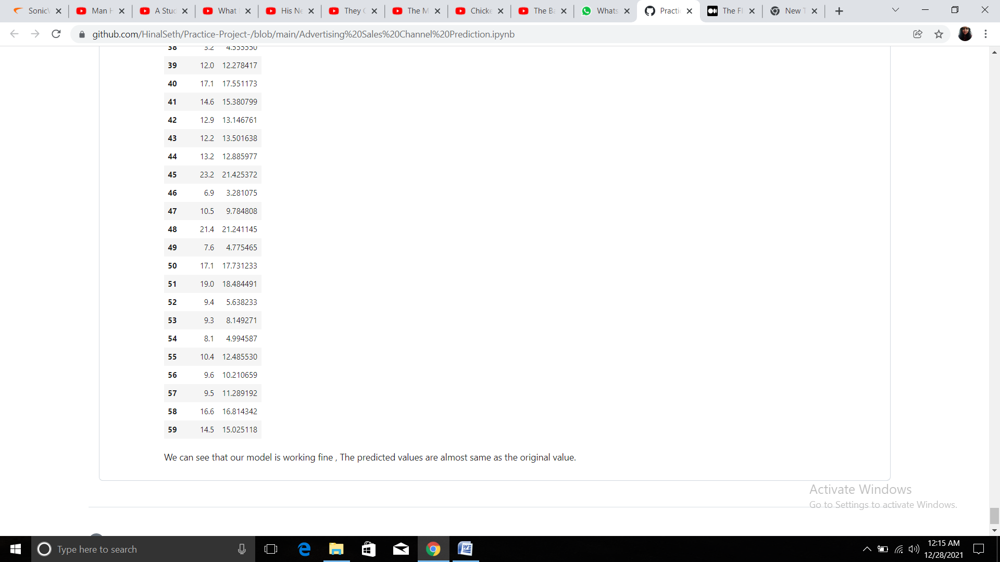 SonicW
Man H
A Stud
What
His Ne
They
The M
Chicke
The Ba
Whats
Practic
The Fl
New T
github.com/HinalSeth/Practice-Project-/blob/main/Advertising%20Sales%20Channel%20Prediction.ipynb
38 3.2 4.555550
39 12.0 12.278417
40 17.1 17.551173
41 14.6 15.380799
42 12.9 13.146761
43 12.2 13.501638
44 13.2 12.885977
45 23.2 21.425372
46 6.9 3.281075
47 10.5 9.784808
48 21.4 21.241145
49 7.6 4.775465
50 17.1 17.731233
51 19.0 18.484491
52 9.4 5.638233
53 9.3 8.149271
54 8.1 4.994587
55 10.4 12.485530
56 9.6 10.210659
57 9.5 11.289192
58 16.6 16.814342
59 14.5 15.025118
We can see that our model is working fine , The predicted values are almost same as the original value.
Activate Windows
Go to Settings to activate Windows.
Type here to search
12:15 AM
12/28/2021